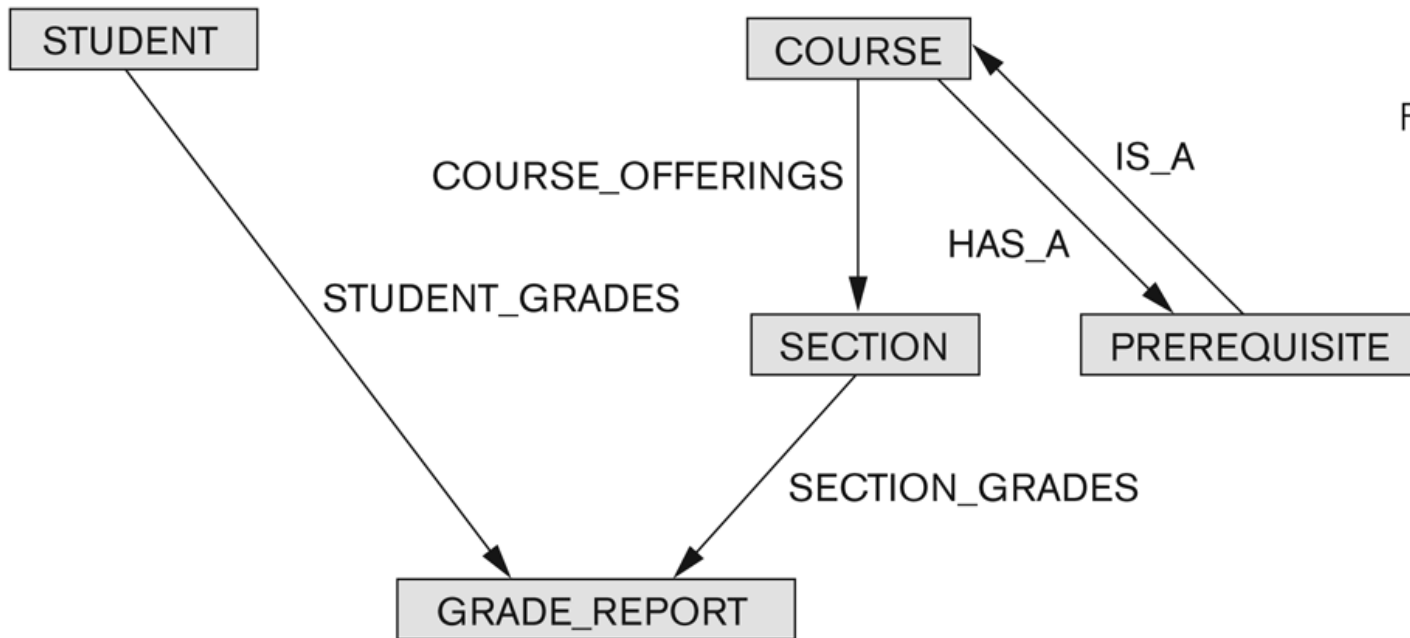 STUDENT
COURSE
COURSE_OFFERINGS
IS_A
HAS_A
STUDENT_GRADES
SECTION
PREREQUISITE
SECTION_GRADES
GRADE_REPORT